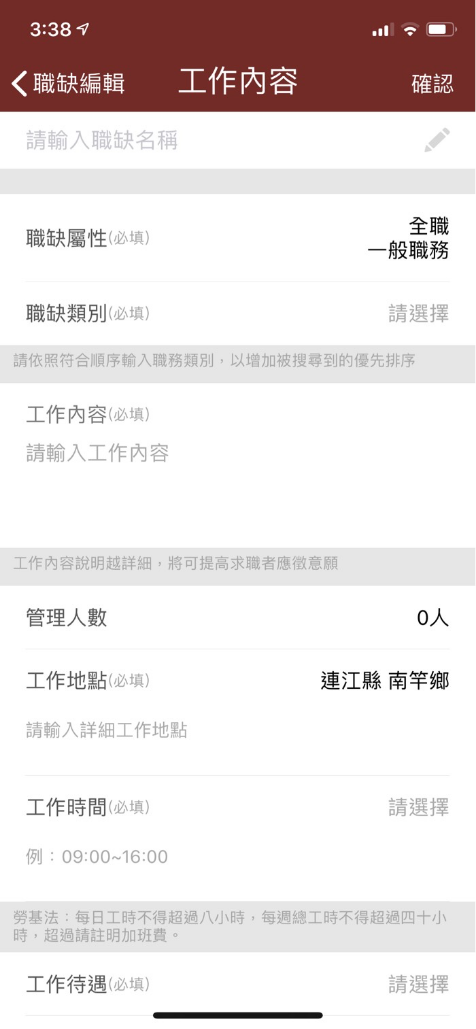 3:38
職缺編輯
工作內容
確認
請輸入職缺名稱
職缺屬性(必填)
全職
一般職務
職缺類別(必填)
請選擇
請依照符合順序輸入職務類別，以增加被搜尋到的優先排序
工作內容(必填)
請輸入工作內容
工作內容說明越詳細，將可提高求職者應徵意願
管理人數
0人
工作地點(必填)
連江縣 南竿鄉
請輸入詳細工作地點
工作時間(必填)
請選擇
例：09:00~16:00
勞基法：每日工時不得超過八小時，每週總工時不得超過四十小
時，超過請註明加班費。
工作待遇(必填)
請選擇